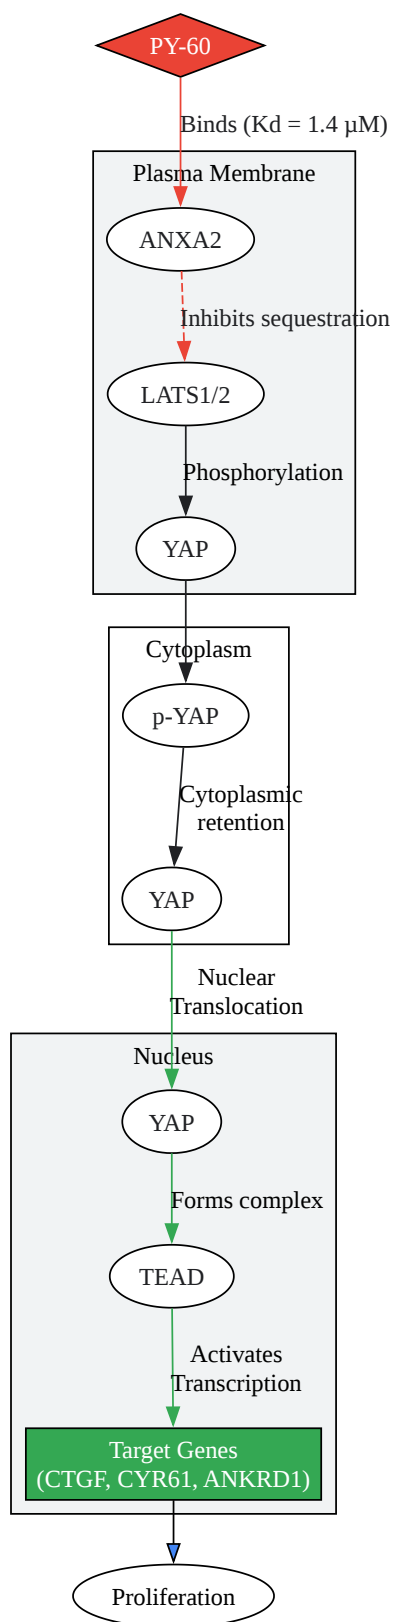 PY-60
Binds (Kd = 1.4 µM)
Plasma Membrane
ANXA2
Inhibits sequestration
LATS1/2
Phosphorylation
YAP
Cytoplasm
p-YAP
Cytoplasmic
retention
YAP
Nuclear
Translocation
Nucleus
YAP
Forms complex
TEAD
Activates
Transcription
Target Genes
(CTGF, CYR61, ANKRD1)
Proliferation